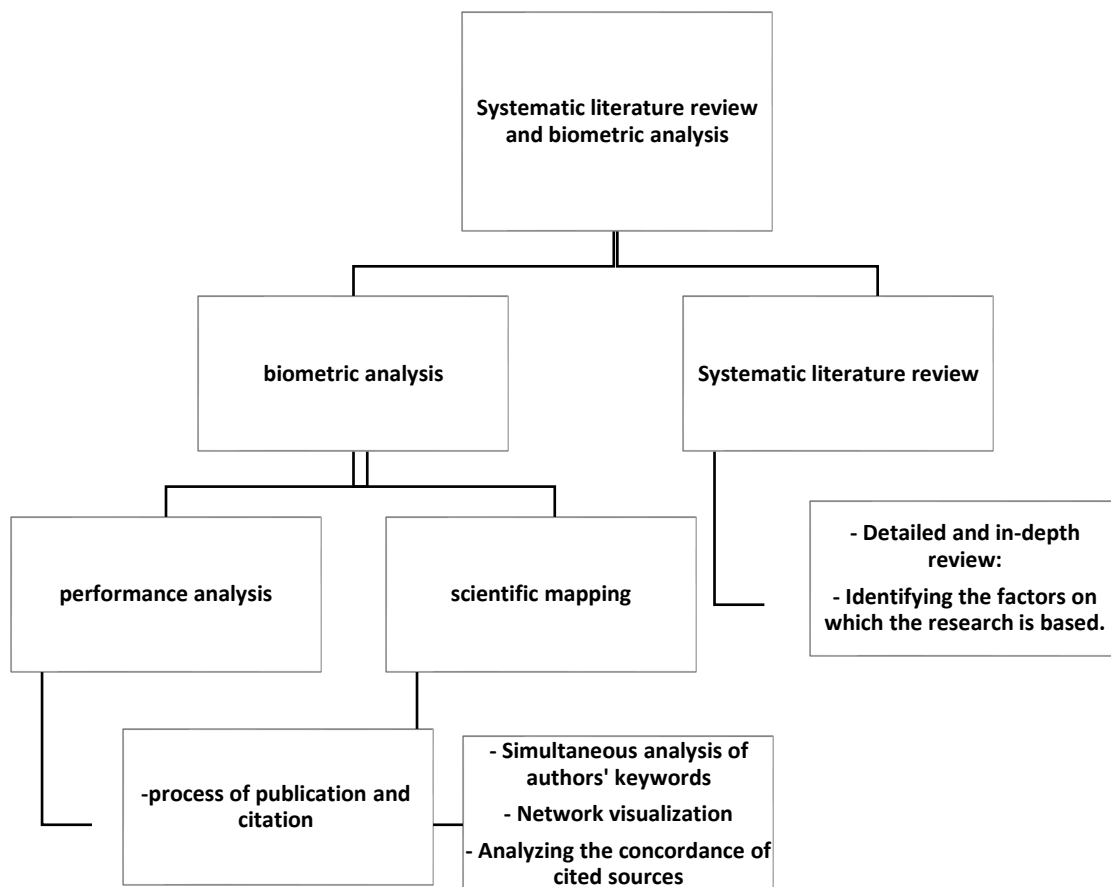 Systematic literature review
and biometric analysis
biometric analysis
Systematic literature review
performance analysis
scientific mapping
- Detailed and in-depth
review:
- Identifying the factors on
which the research is based.
-process of publication and
citation
- Simultaneous analysis of
authors' keywords
- Network visualization
- Analyzing the concordance of
cited sources